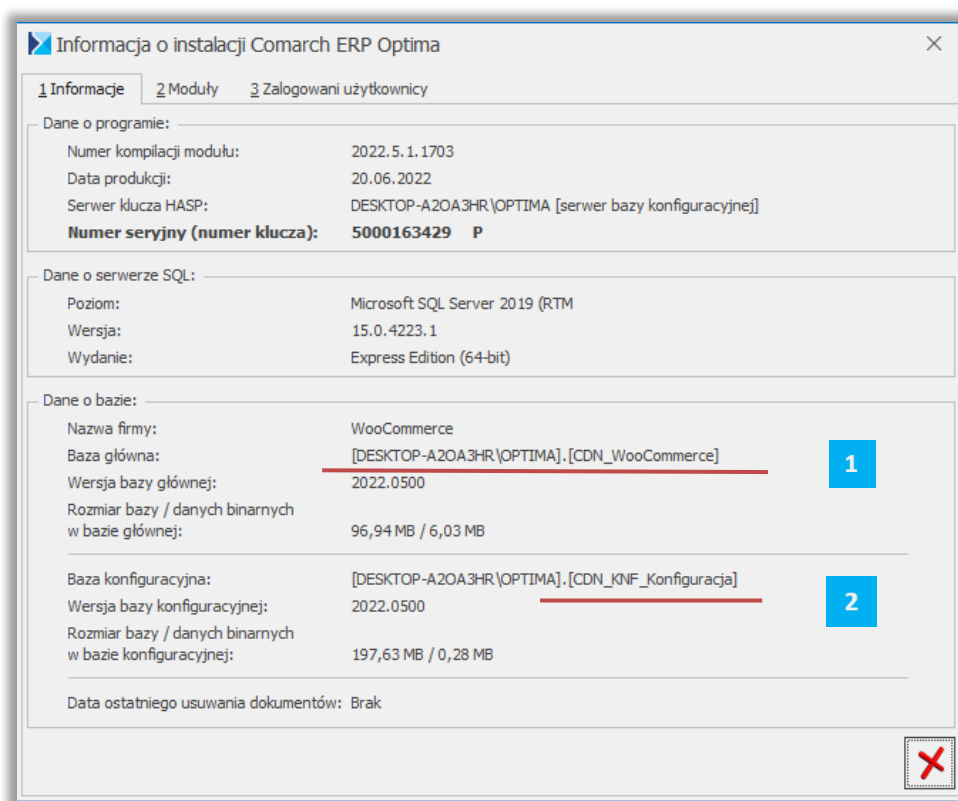 Informacja o instalacji Comarch ERP Optima
1 Informacje 2 Moduły 3 Zalogowani użytkownicy
Dane o programie:
Numer kompilacji modułu: 2022.5.1.1703
Data produkcji: 20.06.2022
Serwer klucza HASP: DESKTOP-A2OA3HR\OPTIMA [serwer bazy konfiguracyjnej]
Numer seryjny (numer klucza): 5000163429 P
Dane o serwerze SQL:
Poziom: Microsoft SQL Server 2019 (RTM
Wersja: 15.0.4223.1
Wydanie: Express Edition (64-bit)
Dane o bazie:
Nazwa firmy: WooCommerce
Baza główna: [DESKTOP-A2OA3HR\OPTIMA].[CDN_WooCommerce]
1
Wersja bazy głównej: 2022.0500
Rozmiar bazy / danych binarnych
w bazie głównej: 96,94 MB / 6,03 MB
Baza konfiguracyjna: [DESKTOP-A2OA3HR\OPTIMA].[CDN_KNF_Konfiguracja]
2
Wersja bazy konfiguracyjnej: 2022.0500
Rozmiar bazy / danych binarnych
w bazie konfiguracyjnej: 197,63 MB / 0,28 MB
Data ostatniego usuwania dokumentów: Brak